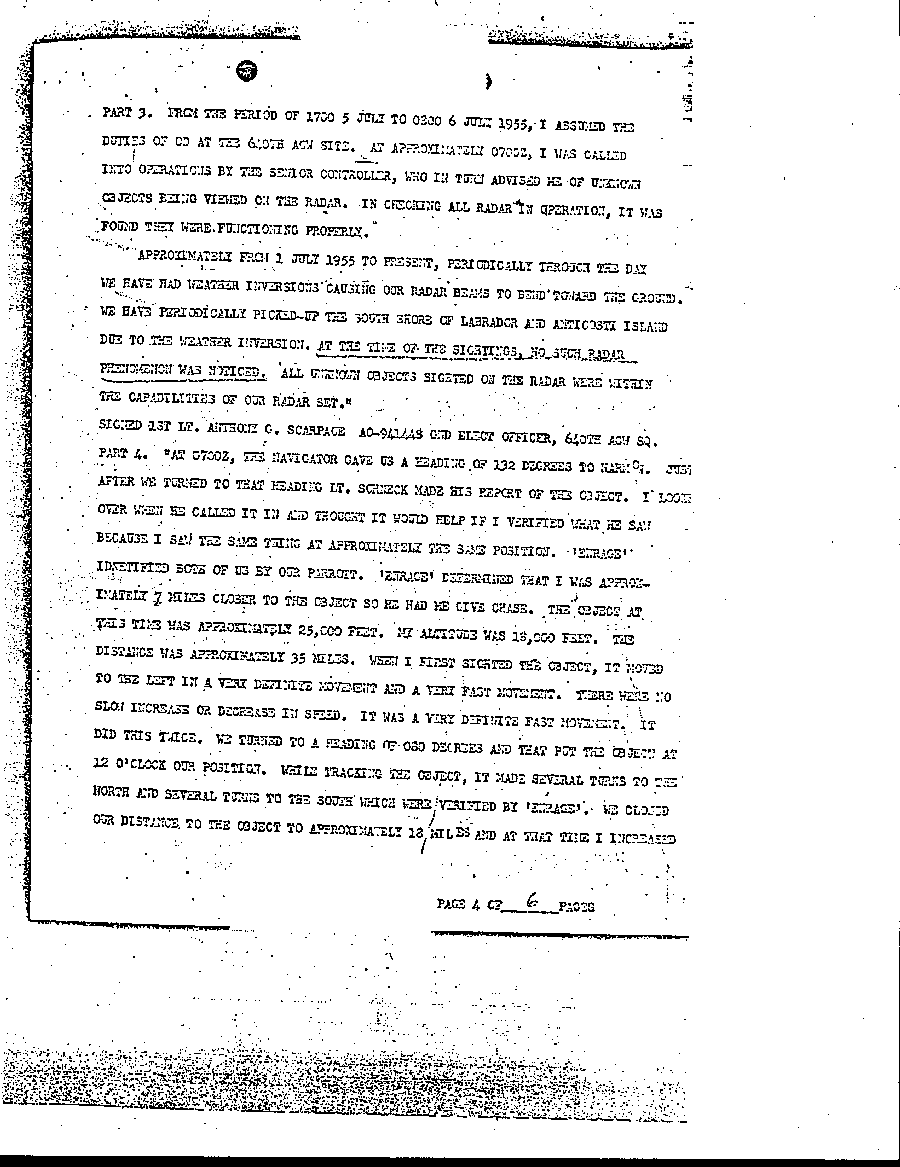 PART 3. FROM THE PERIOD OF 1700 5 JULY TO 0800 6 JULY 1955, I ASSUMED THE
DUTIES OF OD AT THE 640TH ACW SITE. AT APPROXIMATELY 0700Z, I WAS CALLED
INTO OPERATIONS BY THE SENIOR CONTROLLER, WHO IN TURN ADVISED ME OF UNKNOWN
OBJECTS BEING VIEWED ON THE RADAR. IN CHECKING ALL RADAR IN OPERATION, IT WAS
FOUND THEY WERE FUNCTIONING PROPERLY."
"APPROXIMATELY FROM 1 JULY 1955 TO PRESENT, PERIODICALLY THROUGH THE DAY
WE HAVE HAD WEATHER INVERSIONS CAUSING OUR RADAR BEAMS TO BEND TOWARD THE GROUND.
WE HAVE PERIODICALLY PICKED-UP THE SOUTH SHORE OF LABRADOR AND ANTICOSTI ISLAND
DUE TO THE WEATHER INVERSION. AT THE TIME OF THE SIGHTINGS, NO SUCH RADAR
PHENOMENON WAS NOTICED. ALL UNKNOWN OBJECTS SIGHTED ON THE RADAR WERE WITHIN
THE CAPABILITIES OF OUR RADAR SET."
SIGNED 1ST LT. ANTHONY G. SCARPACE GND ELECT OFFICER, 640TH ACW SQ.
PART 4. "AT 0700Z, THE NAVIGATOR GAVE US A HEADING OF 132 DEGREES TO HARMON. JUST
AFTER WE TURNED TO THAT HEADING LT. SCHNECK MADE HIS REPORT OF THE OBJECT. I LOOK
OVER WHEN HE CALLED IT IN AND THOUGHT IT WOULD HELP IF I VERIFIED WHAT HE SAW
BECAUSE I SAW THE SAME THING AT APPROXIMATELY THE SAME POSITION. 'ENRAGE'
IDNETIFIED BOTH OF US BY OUR PARROIT. 'ENRAGE' DETERMINED THAT I WAS APPROX-
IMATELY 7 MILES CLOSER TO THE OBJECT SO HE HAD ME GIVE CHASE. THE OBJECT AT
THIS TIME WAS APPROXIMATELY 25,000 FEET. MY ALTITUDE WAS 18,000 FEET. THE
DISTANCE WAS APPROXIMATELY 35 MILES. WHEN I FIRST SIGHTED THE OBJECT, IT MOVED
TO THE LEFT IN A VERY DEFINITE MOVEMENT AND A VERY FAST MOVEMENT. THERE WERE NO
SLOW INCREASE OR DECREASE IN SPEED. IT WAS A VERY DEFINITE FAST MOVEMENT. IT
DID THIS TWICE. WE TURNED TO A HEADING OF 080 DEGREES AND THAT PUT THE OBJECT AT
12 O'CLOCK OUR POSITION. WHILE TRACKING THE OBJECT, IT MADE SEVERAL TURNS TO THE
NORTH AND SEVERAL TURNS TO THE SOUTH WHICH WERE VERIFIED BY 'ENRAGE'. WE CLOSED
OUR DISTANCE TO THE OBJECT TO APPROXIMATELY 18 MILES AND AT THAT TIME I INCREASED
PAGE 4 OF 6 PAGES